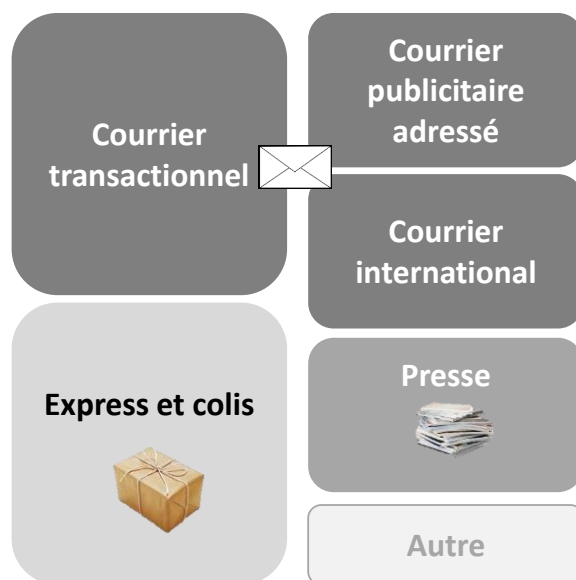 Courrier
transactionnel
Courrier
publicitaire
adressé
Courrier
international
Express et colis
Presse
Autre